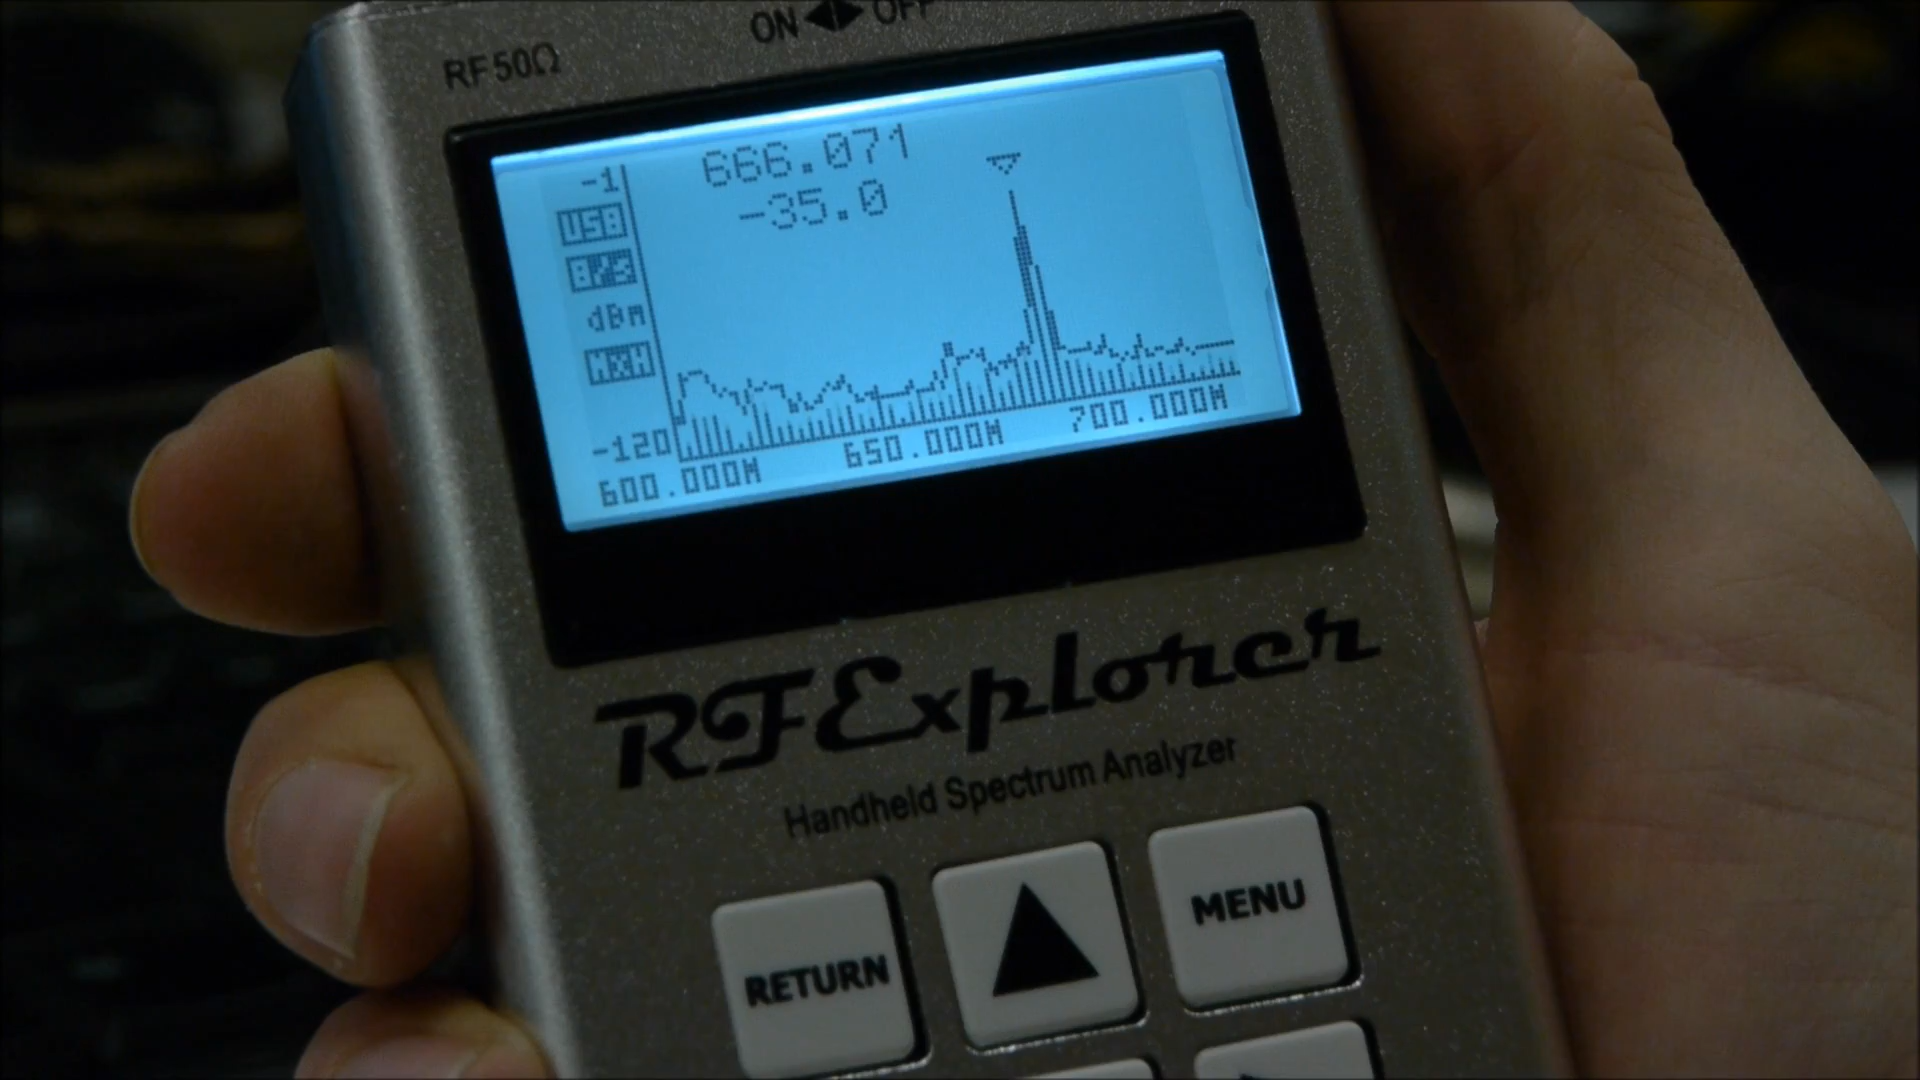 ON ◀▶ OFF
RF 50Ω
666.071
-1
-35.0
USB
dBm
-120
600.000M 650.000M 700.000M
RFExplorer
Handheld Spectrum Analyzer
RETURN
MENU